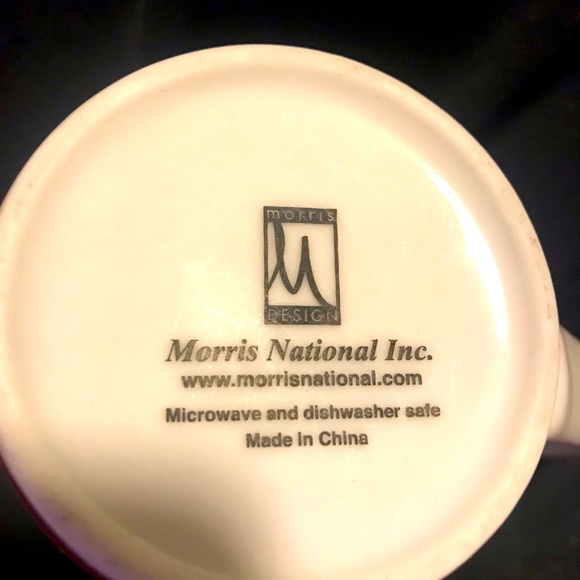 morris
M
DESIGN
Morris National Inc.
www.morrisnational.com
Microwave and dishwasher safe
Made in China